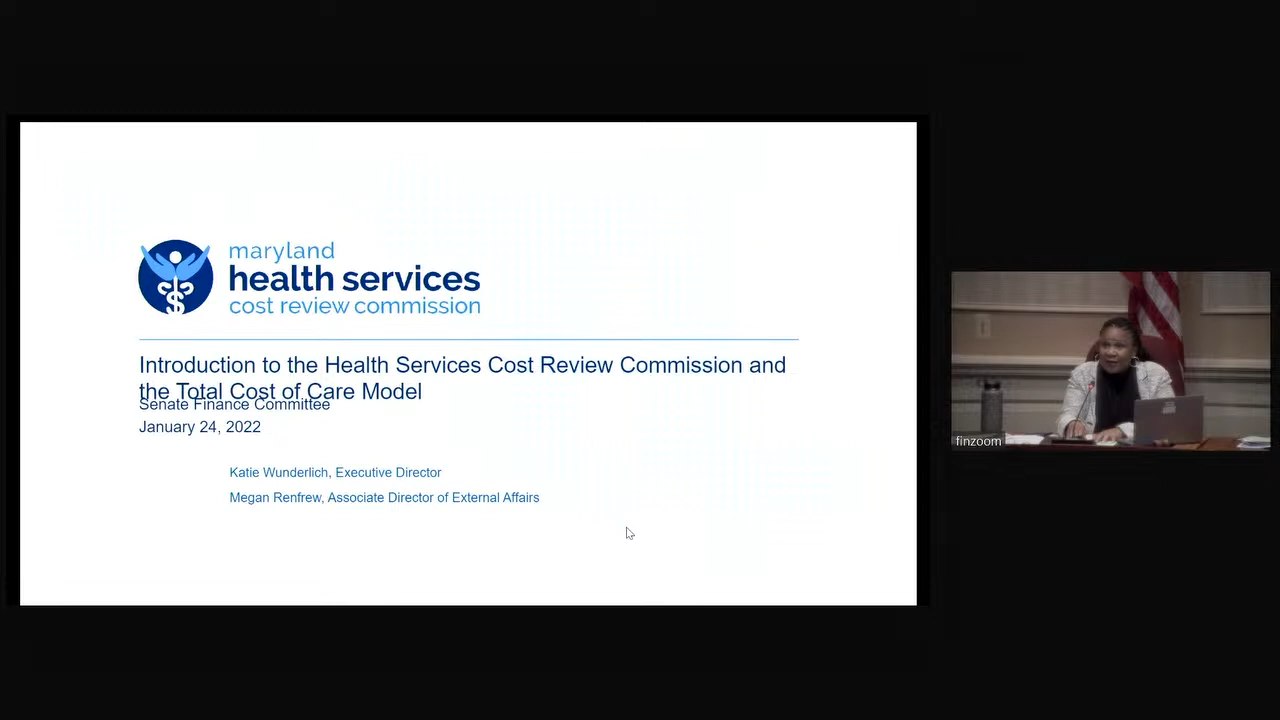 maryland
health services
cost review commission
Introduction to the Health Services Cost Review Commission and
the Total Cost of Care Model
Senate Finance Committee
January 24, 2022
Katie Wunderlich, Executive Director
Megan Renfrew, Associate Director of External Affairs
finzoom